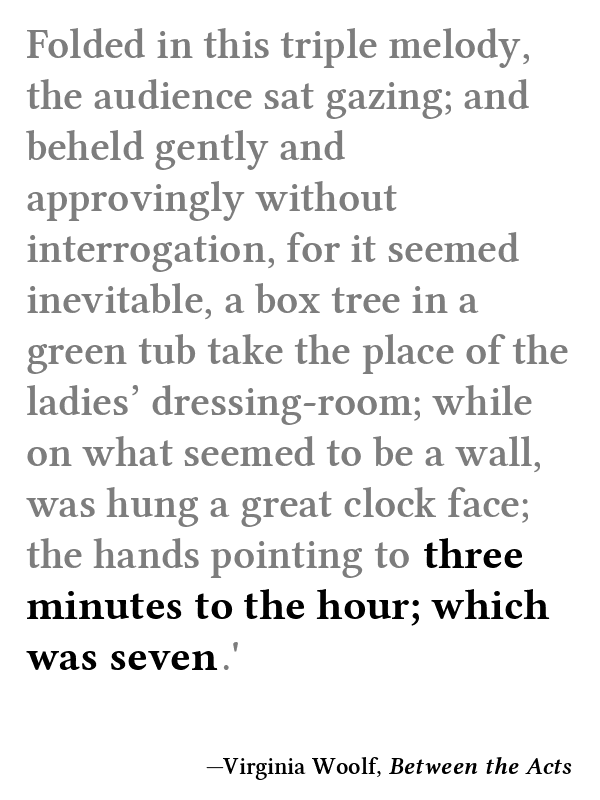 Folded in this triple melody,
the audience sat gazing; and
beheld gently and
approvingly without
interrogation, for it seemed
inevitable, a box tree in a
green tub take the place of the
ladies’ dressing-room; while
on what seemed to be a wall,
was hung a great clock face;
the hands pointing to three
minutes to the hour; which
was seven.'
—Virginia Woolf, Between the Acts